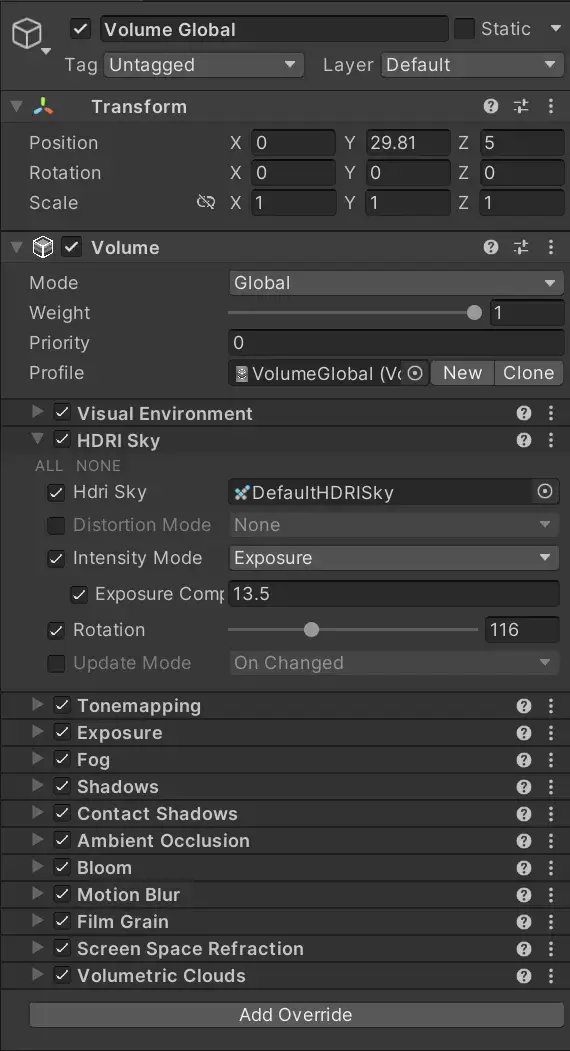 Volume Global Static
Tag Untagged Layer Default
Transform
Position X 0 Y 29.81 Z 5
Rotation X 0 Y 0 Z 0
Scale X 1 Y 1 Z 1
Volume
Mode Global
Weight 1
Priority 0
Profile VolumeGlobal (Vo New Clone
Visual Environment
HDRI Sky
ALL NONE
Hdri Sky DefaultHDRISky
Distortion Mode None
Intensity Mode Exposure
Exposure Comp 13.5
Rotation 116
Update Mode On Changed
Tonemapping
Exposure
Fog
Shadows
Contact Shadows
Ambient Occlusion
Bloom
Motion Blur
Film Grain
Screen Space Refraction
Volumetric Clouds
Add Override